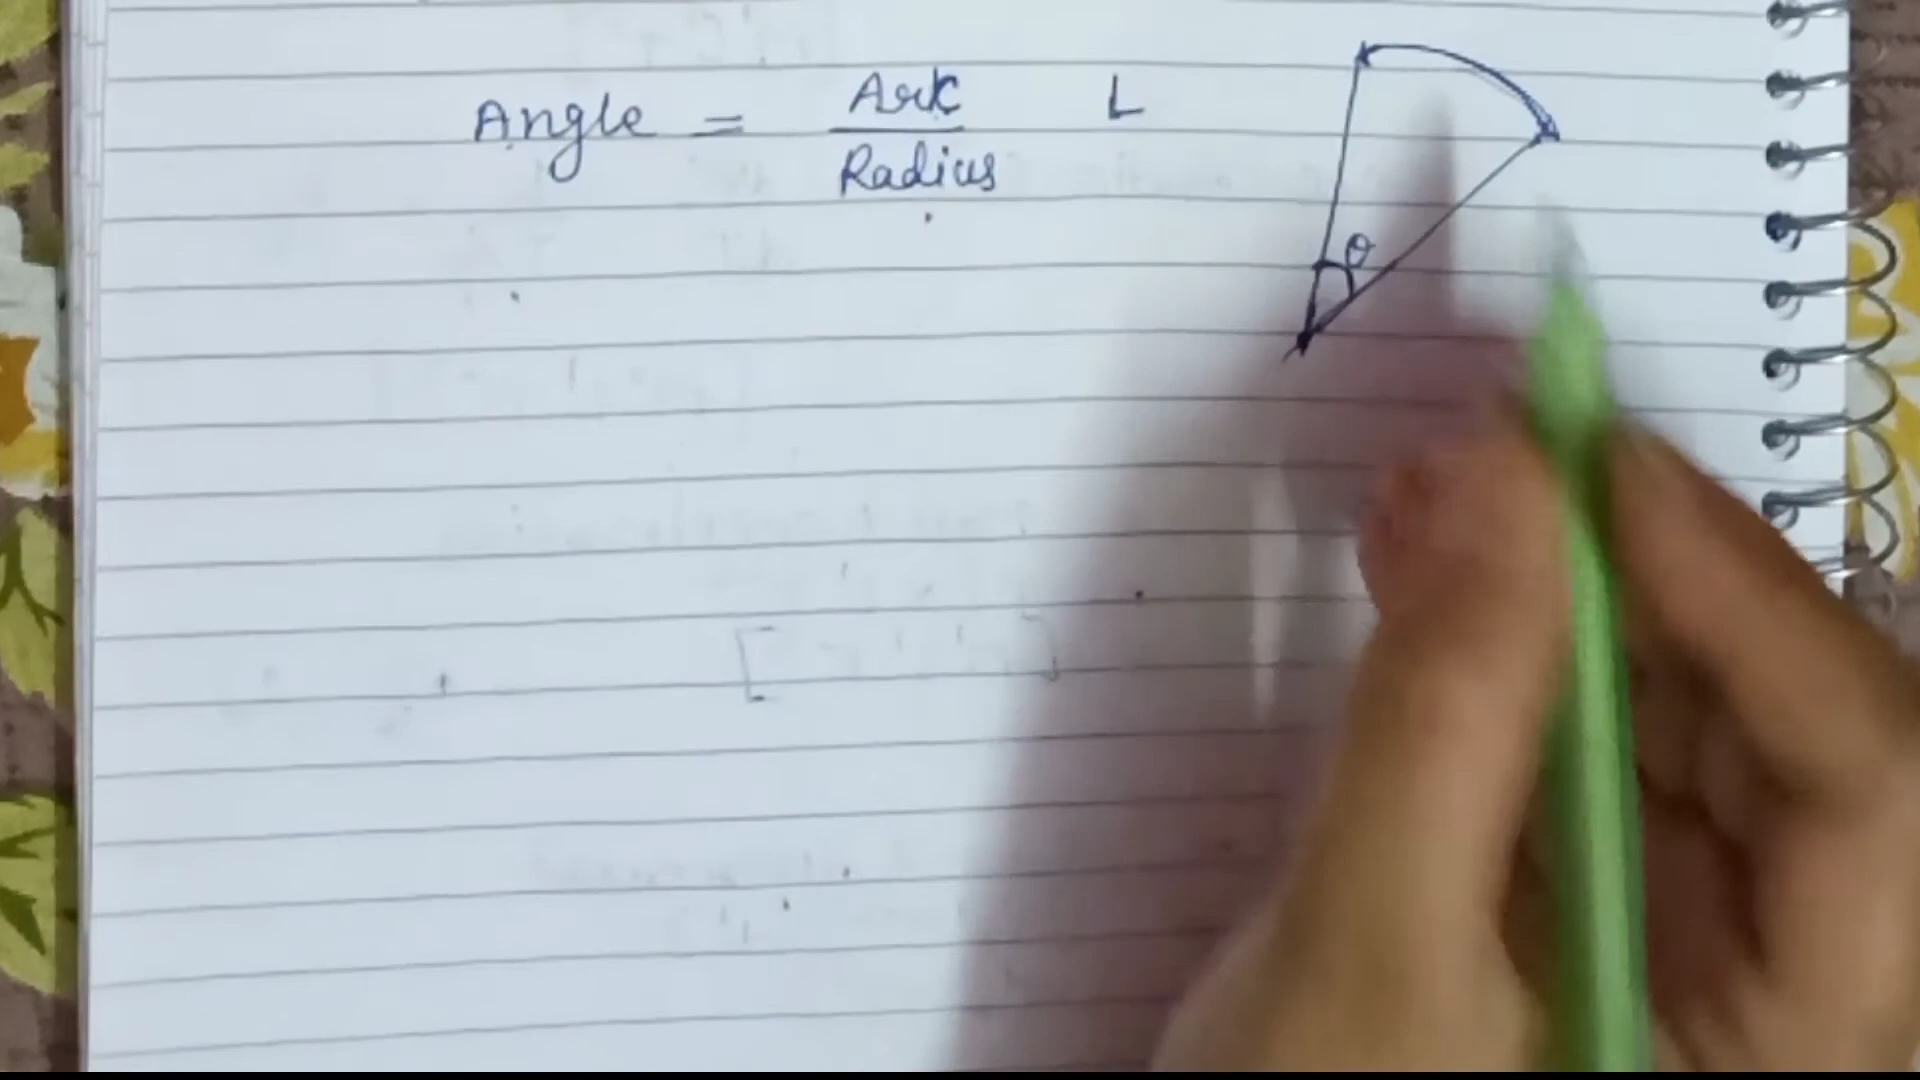 Angle = Arc L
Radius
θ